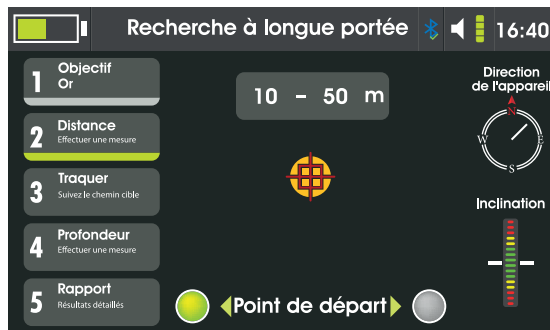 Recherche à longue portée
16:40
1 Objectif
Or
2 Distance
Effectuer une mesure
3 Traquer
Suivez le chemin cible
4 Profondeur
Effectuer une mesure
5 Rapport
Résultats détaillés
10 - 50 m
Point de départ
Direction
de l'appareil
N
W E
S
Inclination